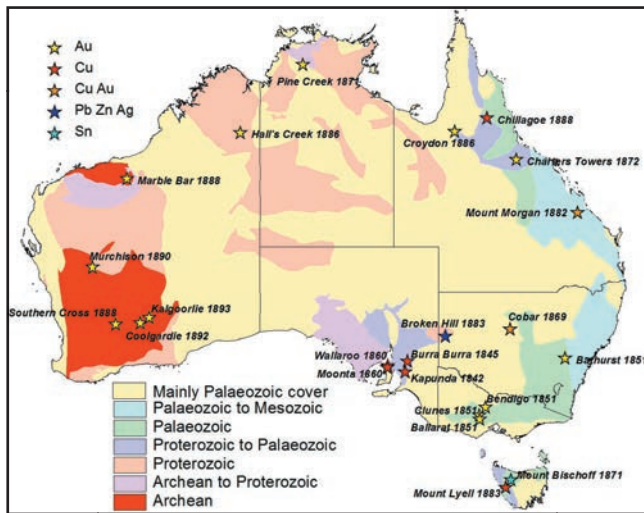 Au
Cu
Cu Au
Pb Zn Ag
Sn
Pine Creek 1871
Hall's Creek 1886
Croydon 1886
Chillagoe 1888
Charters Towers 1872
Marble Bar 1888
Mount Morgan 1882
Murchison 1890
Southern Cross 1888
Kalgoorlie 1893
Coolgardie 1892
Broken Hill 1883
Cobar 1869
Wallaroo 1860
Burra Burra 1845
Bathurst 1851
Moonta 1860
Kapunda 1842
Bendigo 1851
Clunes 1851
Ballarat 1851
Mount Bischoff 1871
Mount Lyell 1883
Mainly Palaeozoic cover
Palaeozoic to Mesozoic
Palaeozoic
Proterozoic to Palaeozoic
Proterozoic
Archean to Proterozoic
Archean